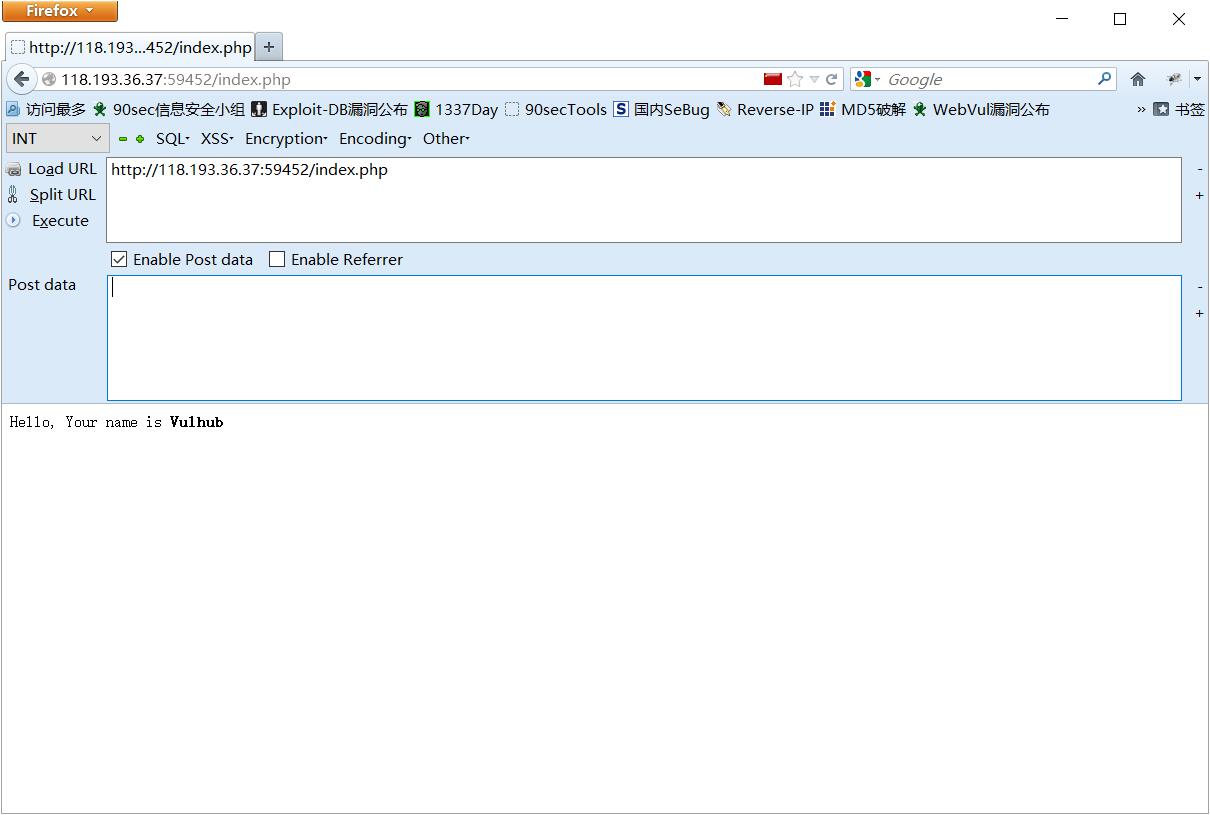 Firefox
http://118.193...452/index.php +
118.193.36.37:59452/index.php Google
访问最多 90sec信息安全小组 Exploit-DB漏洞公布 1337Day 90secTools S 国内SeBug Reverse-IP MD5破解 WebVul漏洞公布 » 书签
INT SQL XSS Encryption Encoding Other
Load URL http://118.193.36.37:59452/index.php -
Split URL +
Execute
Enable Post data Enable Referrer
Post data -
+
Hello, Your name is Vulhub